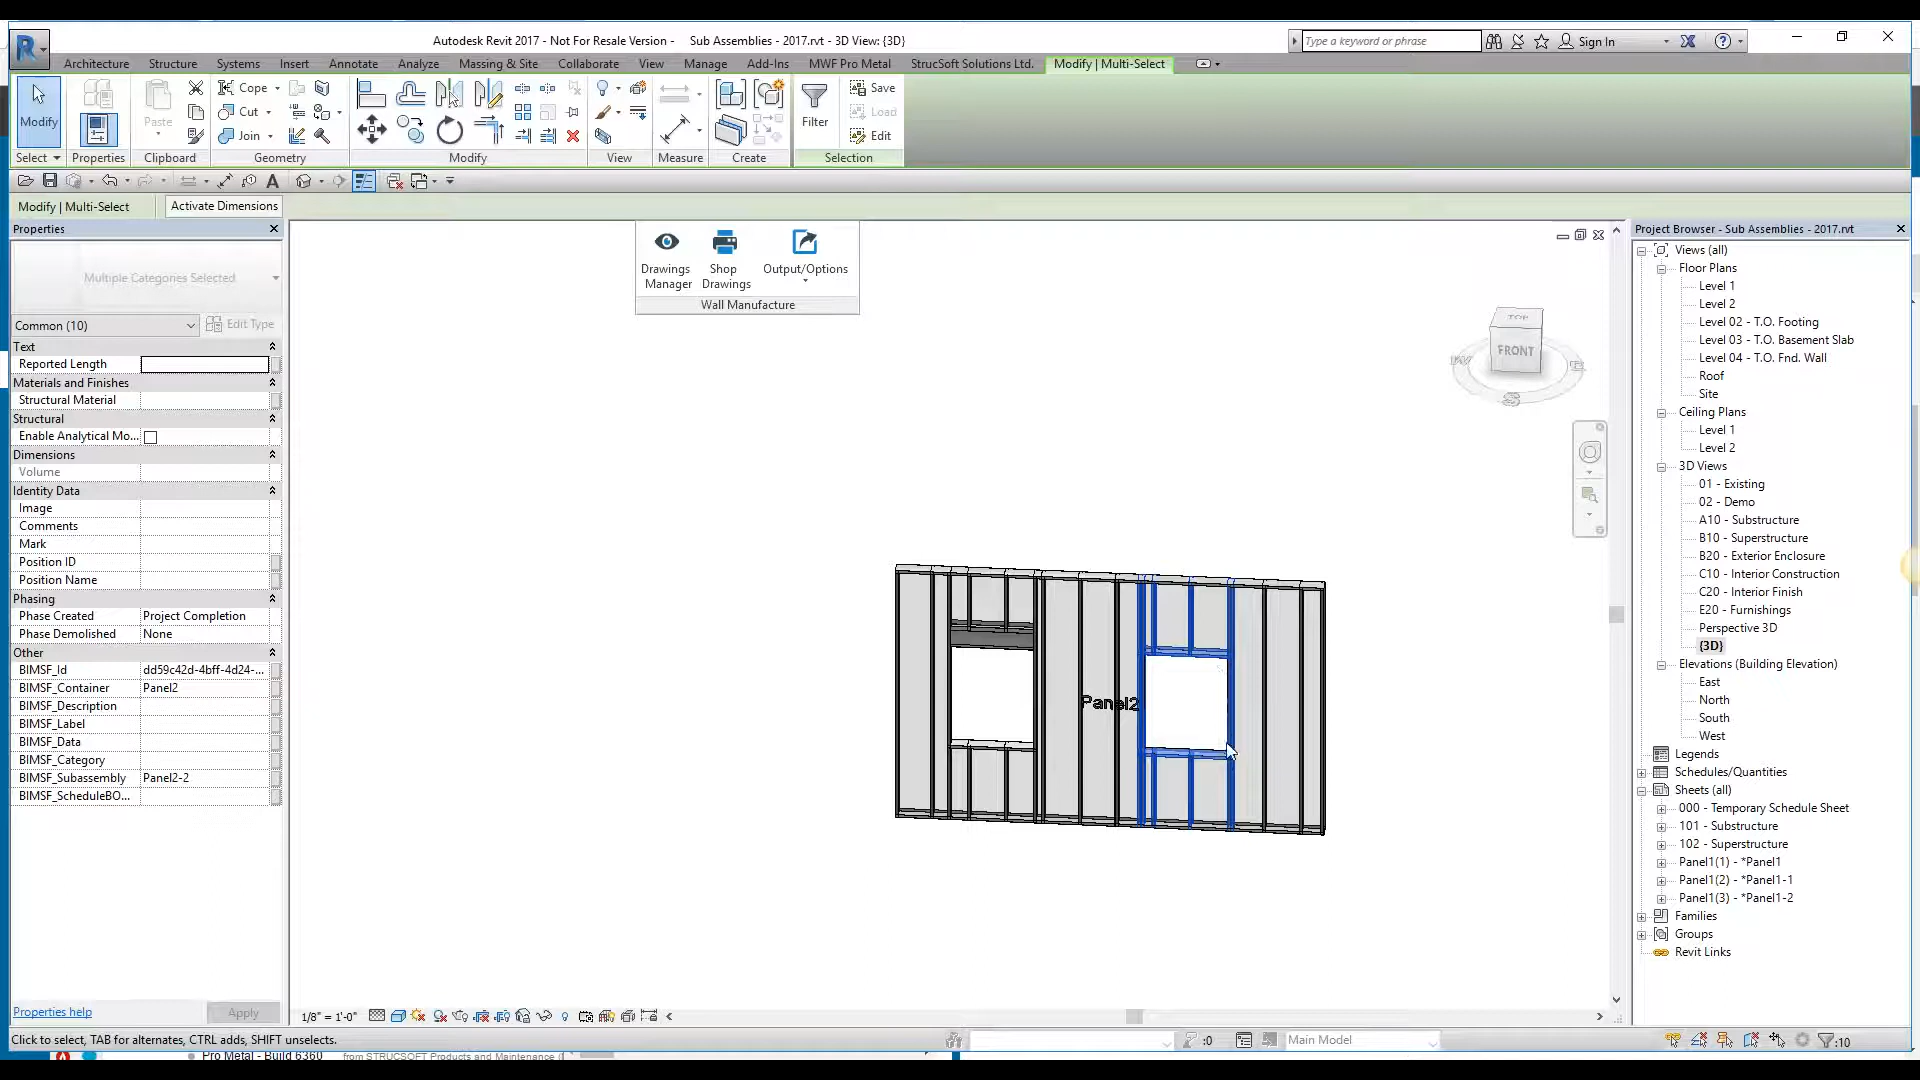 Autodesk Revit 2017 - Not For Resale Version -    Sub Assemblies - 2017.rvt - 3D View: {3D}
Type a keyword or phrase
Sign In
Architecture Structure Systems Insert Annotate Analyze Massing & Site Collaborate View Manage Add-Ins MWF Pro Metal StrucSoft Solutions Ltd. Modify | Multi-Select
Modify
Paste
Cope
Cut
Join
Filter
Save
Load
Edit
Select Properties Clipboard Geometry Modify View Measure Create Selection
Modify | Multi-Select Activate Dimensions
Properties
Multiple Categories Selected
Common (10) Edit Type
Text
Reported Length
Materials and Finishes
Structural Material
Structural
Enable Analytical Mo...
Dimensions
Volume
Identity Data
Image
Comments
Mark
Position ID
Position Name
Phasing
Phase Created Project Completion
Phase Demolished None
Other
BIMSF_Id dd59c42d-4bff-4d24-...
BIMSF_Container Panel2
BIMSF_Description
BIMSF_Label
BIMSF_Data
BIMSF_Category
BIMSF_Subassembly Panel2-2
BIMSF_ScheduleBO...
Properties help Apply
Drawings Manager
Shop Drawings
Output/Options
Wall Manufacture
TOP
FRONT
W
S
E
Panel2
Project Browser - Sub Assemblies - 2017.rvt
Views (all)
Floor Plans
Level 1
Level 2
Level 02 - T.O. Footing
Level 03 - T.O. Basement Slab
Level 04 - T.O. Fnd. Wall
Roof
Site
Ceiling Plans
Level 1
Level 2
3D Views
01 - Existing
02 - Demo
A10 - Substructure
B10 - Superstructure
B20 - Exterior Enclosure
C10 - Interior Construction
C20 - Interior Finish
E20 - Furnishings
Perspective 3D
{3D}
Elevations (Building Elevation)
East
North
South
West
Legends
Schedules/Quantities
Sheets (all)
000 - Temporary Schedule Sheet
101 - Substructure
102 - Superstructure
Panel1(1) - *Panel1
Panel1(2) - *Panel1-1
Panel1(3) - *Panel1-2
Families
Groups
Revit Links
1/8" = 1'-0"
Click to select, TAB for alternates, CTRL adds, SHIFT unselects.
:0
Main Model
:10
Pro Metal - Build 6360 from STRUCSOFT Products and Maintenance